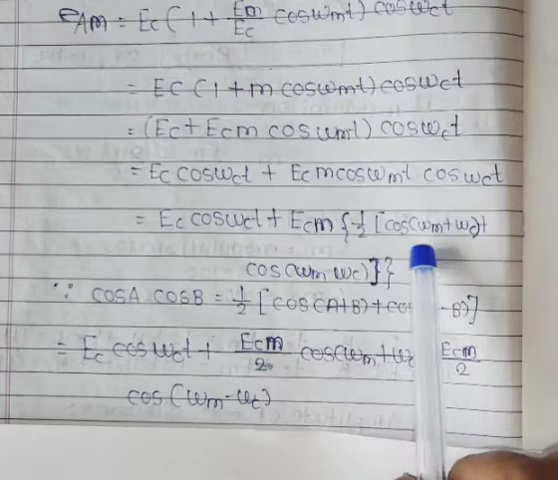 eAM = Ec (1 + Em/Ec cosωmt) cosωct
= Ec (1 + m cosωmt) cosωct
= (Ec + Ecm cosωmt) cosωct
= Ec cosωct + Ecm cosωmt cosωct
= Ec cosωct + Ecm {1/2 [cos(ωm+ωc)+
cos(ωm ωc)]}
∵ cosA cosB = 1/2 [cos(A+B)+cos -B)]
= Ec cosωct + Ecm/2 cos(ωm+ω Ecm/2
cos(ωm-ωc)